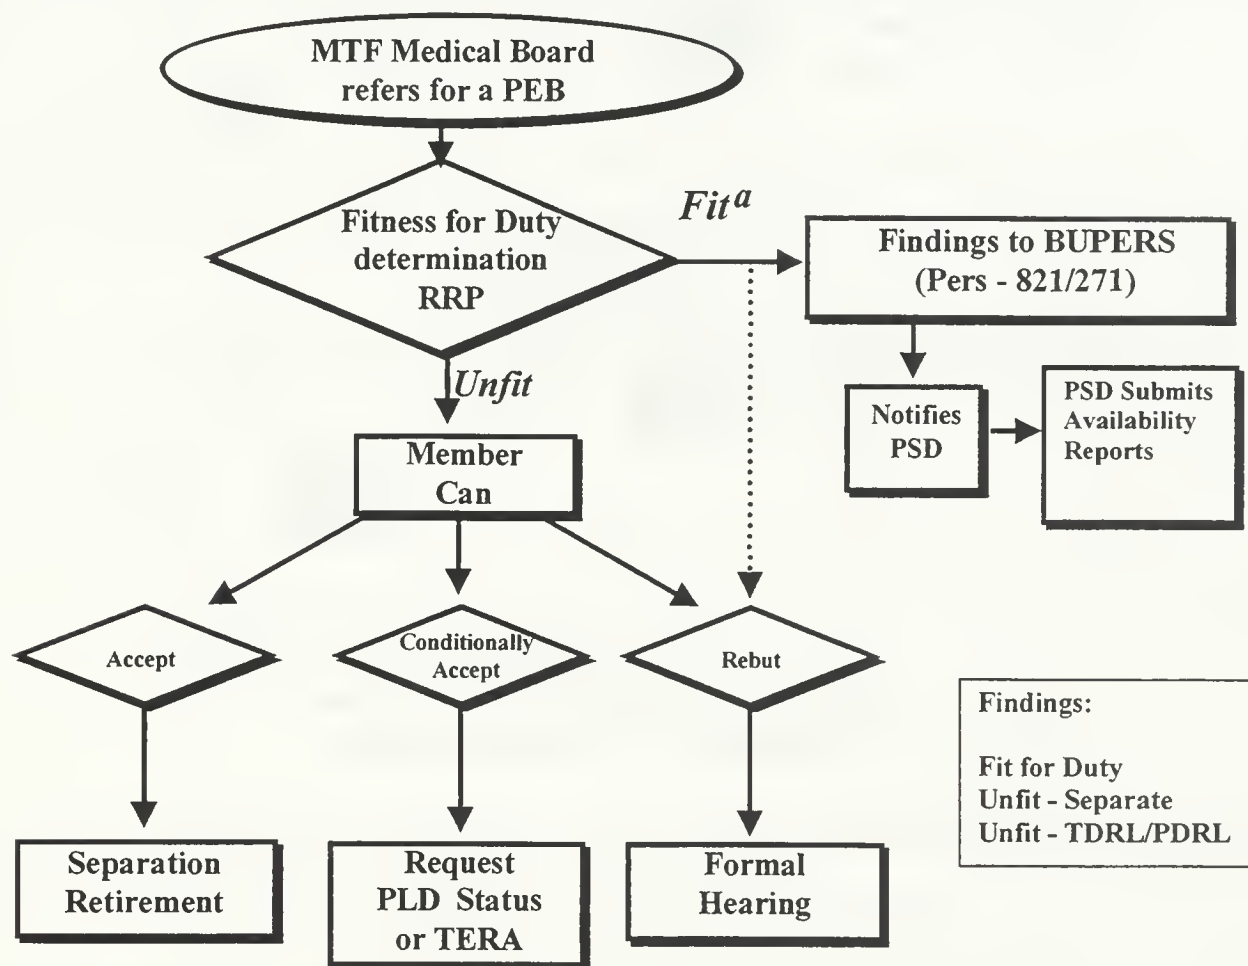 MTF Medical Board
refers for a PEB
Fitness for Duty
determination
RRP
Fit a
Findings to BUPERS
(Pers - 821/271)
Unfit
Notifies
PSD
PSD Submits
Availability
Reports
Member
Can
Accept
Conditionally
Accept
Rebut
Findings:
Fit for Duty
Unfit - Separate
Unfit - TDRL/PDRL
Separation
Retirement
Request
PLD Status
or TERA
Formal
Hearing